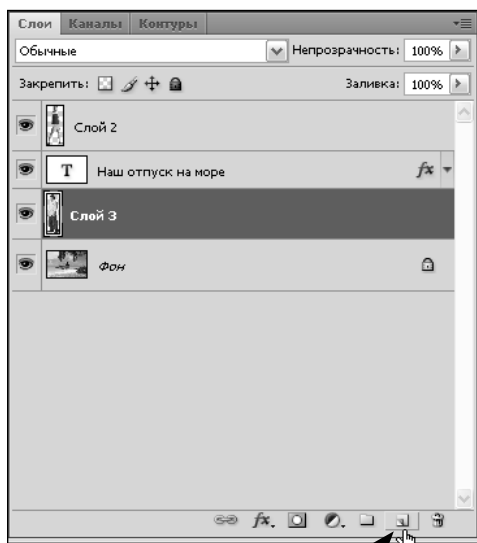 Слои Каналы Контуры
Обычные Непрозрачность: 100%
Закрепить: Заливка: 100%
Слой 2
T Наш отпуск на море fx
Слой 3
Фон
fx.